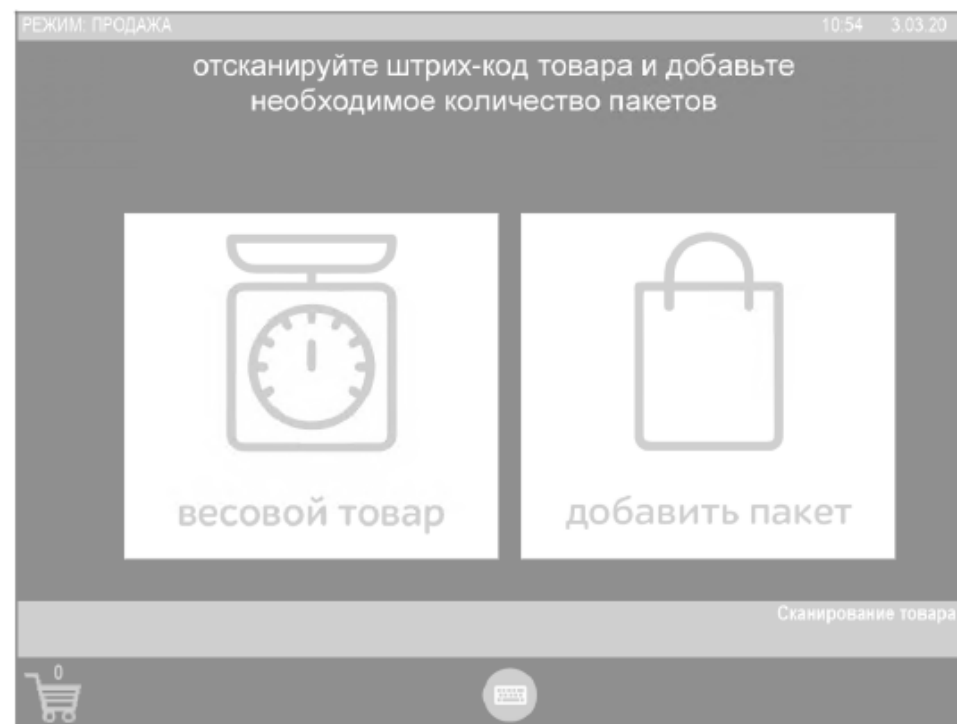 РЕЖИМ: ПРОДАЖА 10:54 3.03.20
отсканируйте штрих-код товара и добавьте
необходимое количество пакетов
весовой товар
добавить пакет
Сканирование товара
0